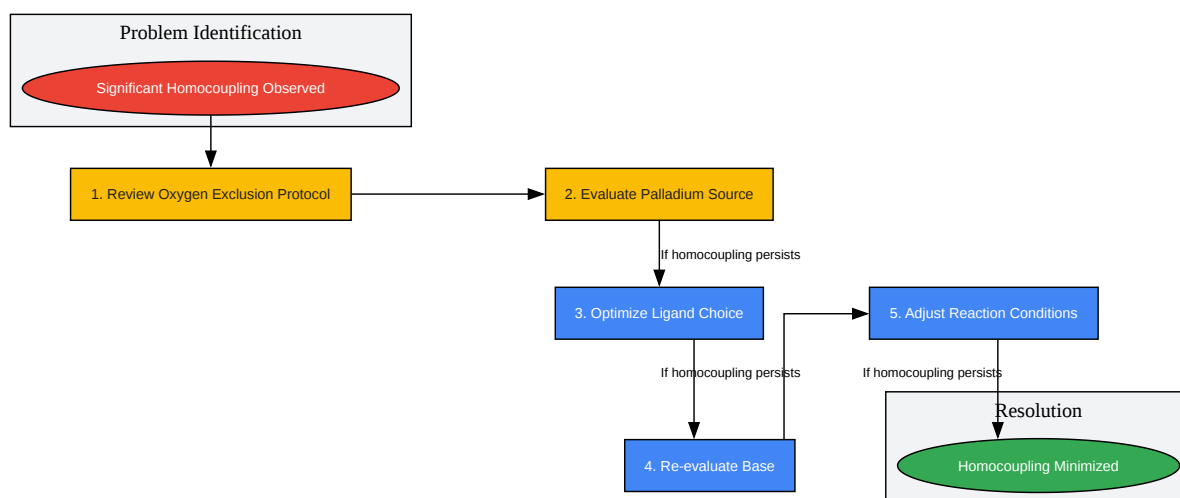 Problem Identification
Significant Homocoupling Observed
1. Review Oxygen Exclusion Protocol
2. Evaluate Palladium Source
If homocoupling persists
3. Optimize Ligand Choice
5. Adjust Reaction Conditions
If homocoupling persists
If homocoupling persists
Resolution
4. Re-evaluate Base
Homocoupling Minimized